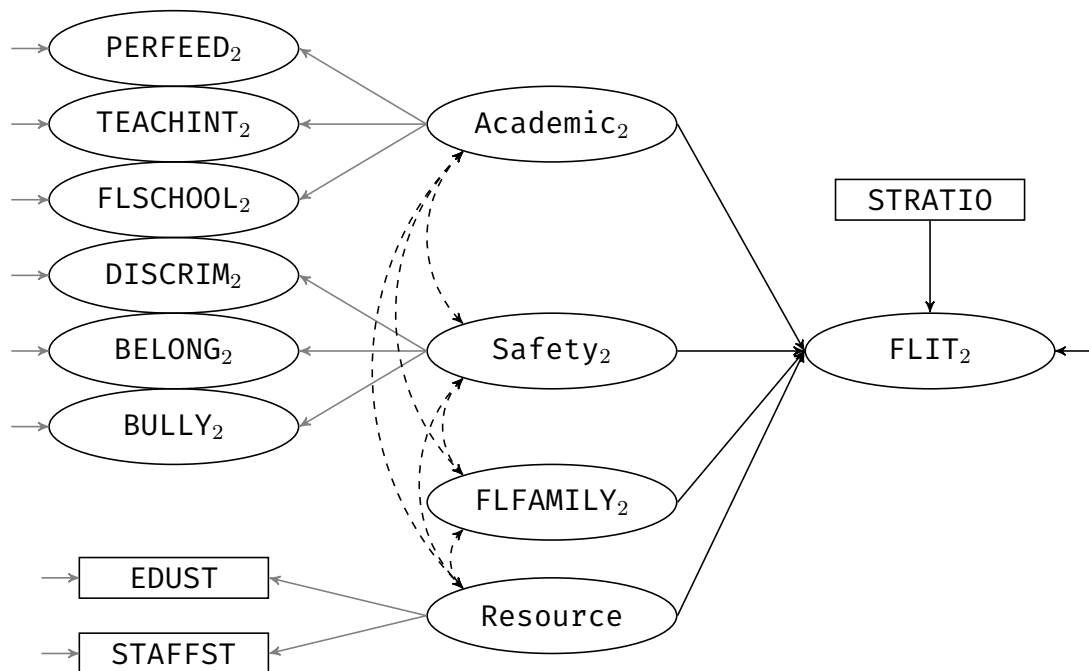 PERFEED₂
TEACHINT₂
FLSCHOOL₂
DISCRIM₂
BELONG₂
BULLY₂
EDUST
STAFFST
Academic₂
Safety₂
FLFAMILY₂
Resource
STRATIO
FLIT₂